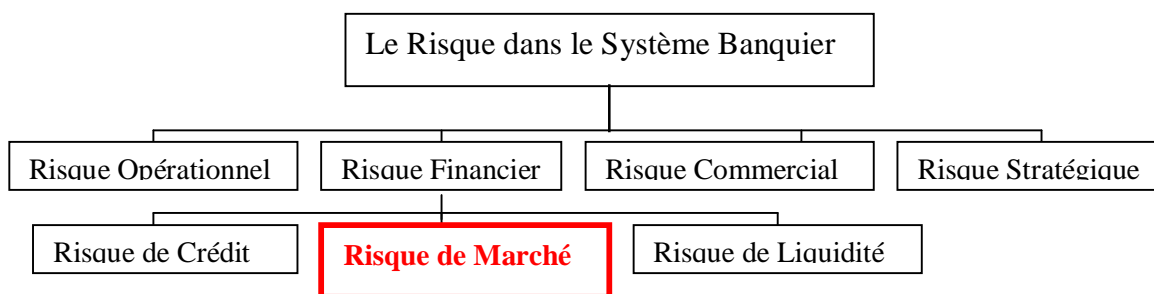 Le Risque dans le Système Banquier
Risque Opérationnel
Risque Financier
Risque Commercial
Risque Stratégique
Risque de Crédit
Risque de Marché
Risque de Liquidité